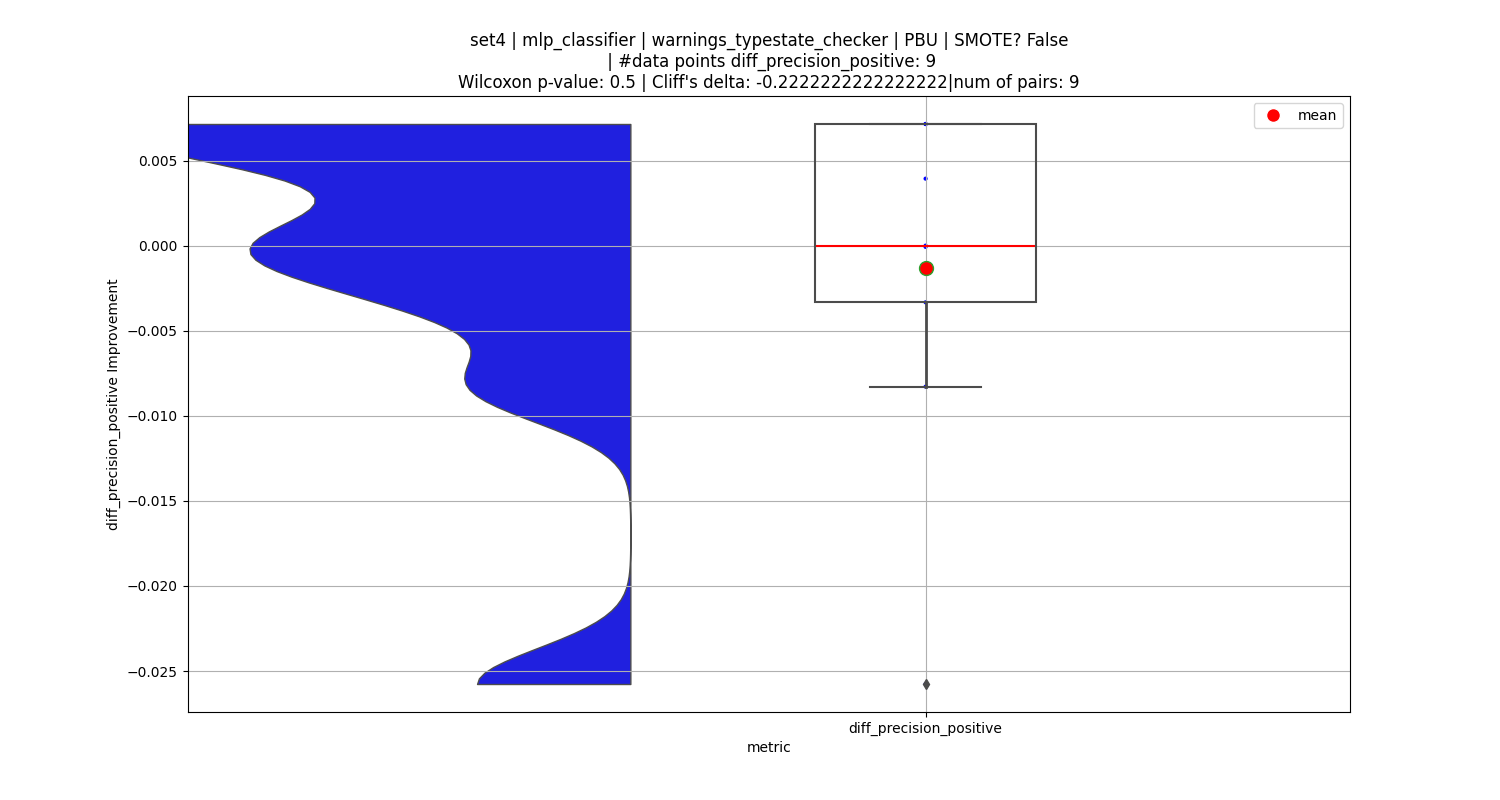 set4 | mlp_classifier | warnings_typestate_checker | PBU | SMOTE? False
| #data points diff_precision_positive: 9
Wilcoxon p-value: 0.5 | Cliff's delta: -0.2222222222222222|num of pairs: 9
mean
0.005
0.000
−0.005
−0.010
−0.015
−0.020
−0.025
diff_precision_positive Improvement
diff_precision_positive
metric